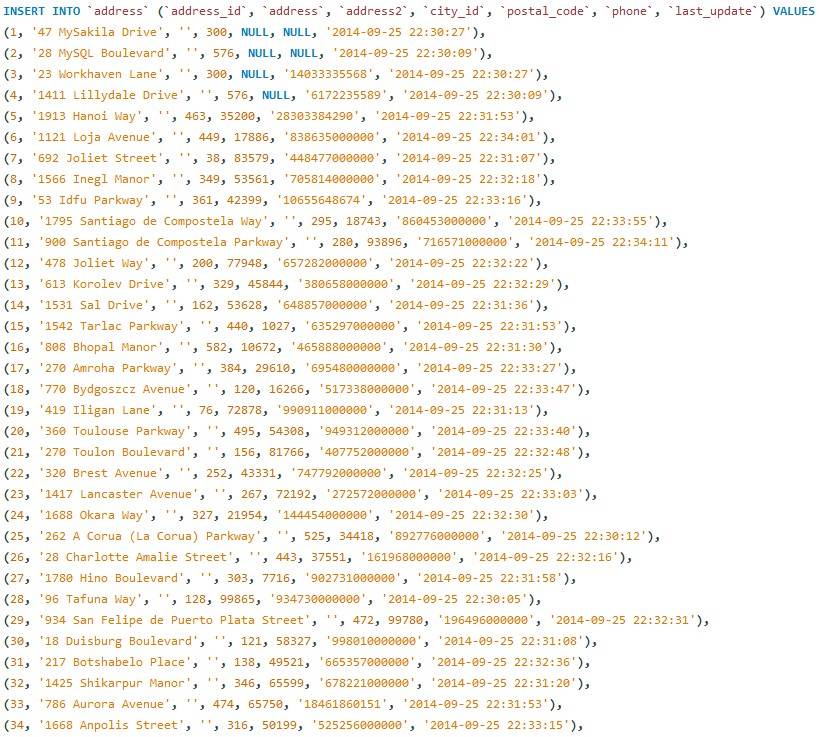 INSERT INTO `address` (`address_id`, `address`, `address2`, `city_id`, `postal_code`, `phone`, `last_update`) VALUES
(1, '47 MySakila Drive', '', 300, NULL, NULL, '2014-09-25 22:30:27'),
(2, '28 MySQL Boulevard', '', 576, NULL, NULL, '2014-09-25 22:30:09'),
(3, '23 Workhaven Lane', '', 300, NULL, '14033335568', '2014-09-25 22:30:27'),
(4, '1411 Lillydale Drive', '', 576, NULL, '6172235589', '2014-09-25 22:30:09'),
(5, '1913 Hanoi Way', '', 463, 35200, '28303384290', '2014-09-25 22:31:53'),
(6, '1121 Loja Avenue', '', 449, 17886, '838635000000', '2014-09-25 22:34:01'),
(7, '692 Joliet Street', '', 38, 83579, '448477000000', '2014-09-25 22:31:07'),
(8, '1566 Inegl Manor', '', 349, 53561, '705814000000', '2014-09-25 22:32:18'),
(9, '53 Idfu Parkway', '', 361, 42399, '10655648674', '2014-09-25 22:33:16'),
(10, '1795 Santiago de Compostela Way', '', 295, 18743, '860453000000', '2014-09-25 22:33:55'),
(11, '900 Santiago de Compostela Parkway', '', 280, 93896, '716571000000', '2014-09-25 22:34:11'),
(12, '478 Joliet Way', '', 200, 77948, '657282000000', '2014-09-25 22:32:22'),
(13, '613 Korolev Drive', '', 329, 45844, '380658000000', '2014-09-25 22:32:29'),
(14, '1531 Sal Drive', '', 162, 53628, '648857000000', '2014-09-25 22:31:36'),
(15, '1542 Tarlac Parkway', '', 440, 1027, '635297000000', '2014-09-25 22:31:53'),
(16, '808 Bhopal Manor', '', 582, 10672, '465888000000', '2014-09-25 22:31:30'),
(17, '270 Amroha Parkway', '', 384, 29610, '695480000000', '2014-09-25 22:33:27'),
(18, '770 Bydgoszcz Avenue', '', 120, 16266, '517338000000', '2014-09-25 22:33:47'),
(19, '419 Iligan Lane', '', 76, 72878, '990911000000', '2014-09-25 22:31:13'),
(20, '360 Toulouse Parkway', '', 495, 54308, '949312000000', '2014-09-25 22:33:40'),
(21, '270 Toulon Boulevard', '', 156, 81766, '407752000000', '2014-09-25 22:32:48'),
(22, '320 Brest Avenue', '', 252, 43331, '747792000000', '2014-09-25 22:32:25'),
(23, '1417 Lancaster Avenue', '', 267, 72192, '272572000000', '2014-09-25 22:33:03'),
(24, '1688 Okara Way', '', 327, 21954, '144454000000', '2014-09-25 22:32:30'),
(25, '262 A Corua (La Corua) Parkway', '', 525, 34418, '892776000000', '2014-09-25 22:30:12'),
(26, '28 Charlotte Amalie Street', '', 443, 37551, '161968000000', '2014-09-25 22:32:16'),
(27, '1780 Hino Boulevard', '', 303, 7716, '902731000000', '2014-09-25 22:31:58'),
(28, '96 Tafuna Way', '', 128, 99865, '934730000000', '2014-09-25 22:30:05'),
(29, '934 San Felipe de Puerto Plata Street', '', 472, 99780, '196496000000', '2014-09-25 22:32:31'),
(30, '18 Duisburg Boulevard', '', 121, 58327, '998010000000', '2014-09-25 22:31:08'),
(31, '217 Botshabelo Place', '', 138, 49521, '665357000000', '2014-09-25 22:32:36'),
(32, '1425 Shikarpur Manor', '', 346, 65599, '678221000000', '2014-09-25 22:31:20'),
(33, '786 Aurora Avenue', '', 474, 65750, '18461860151', '2014-09-25 22:31:53'),
(34, '1668 Anpolis Street', '', 316, 50199, '525256000000', '2014-09-25 22:33:15'),